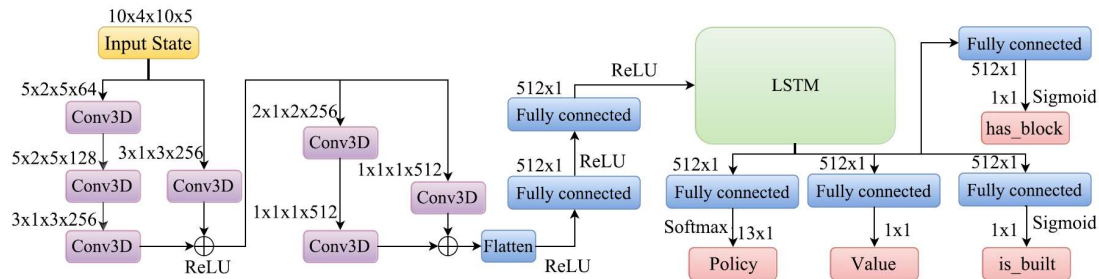 10x4x10x5
Input State
5x2x5x64
Conv3D
5x2x5x128
Conv3D
3x1x3x256
Conv3D
3x1x3x256
Conv3D
ReLU
2x1x2x256
Conv3D
1x1x1x512
Conv3D
1x1x1x512
Conv3D
Flatten
ReLU
512x1
Fully connected
ReLU
512x1
Fully connected
ReLU
LSTM
512x1
Fully connected
Softmax
13x1
Policy
512x1
Fully connected
1x1
Value
Fully connected
512x1
1x1
Sigmoid
has_block
512x1
Fully connected
1x1
Sigmoid
is_built